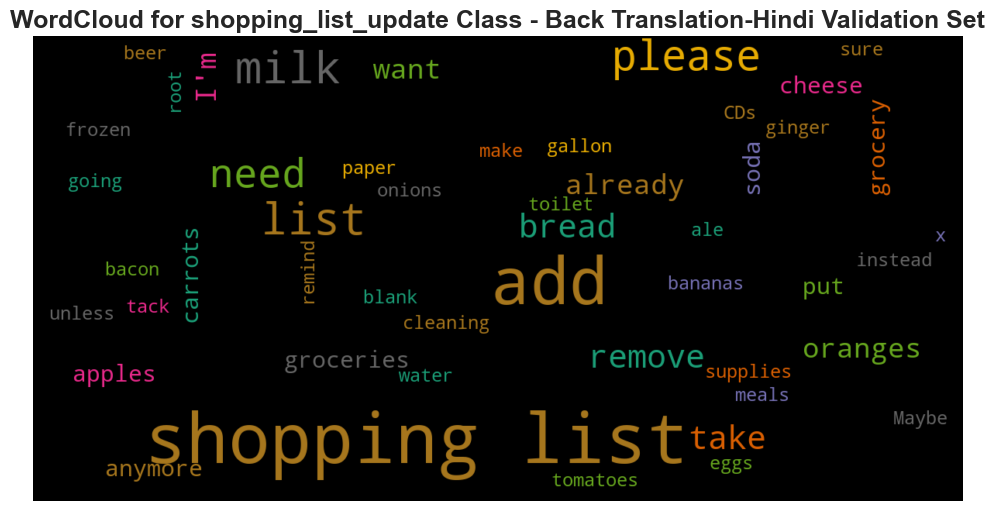 WordCloud for shopping_list_update Class - Back Translation-Hindi Validation Set
beer
root
I'm
milk
want
please
sure
cheese
CDs
ginger
grocery
frozen
going
need
paper
onions
make
gallon
already
soda
toilet
list
bread
ale
x
instead
carrots
bacon
remind
tack
unless
blank
cleaning
add
bananas
put
apples
groceries
water
remove
oranges
supplies
meals
Maybe
shopping list
take
anymore
eggs
tomatoes